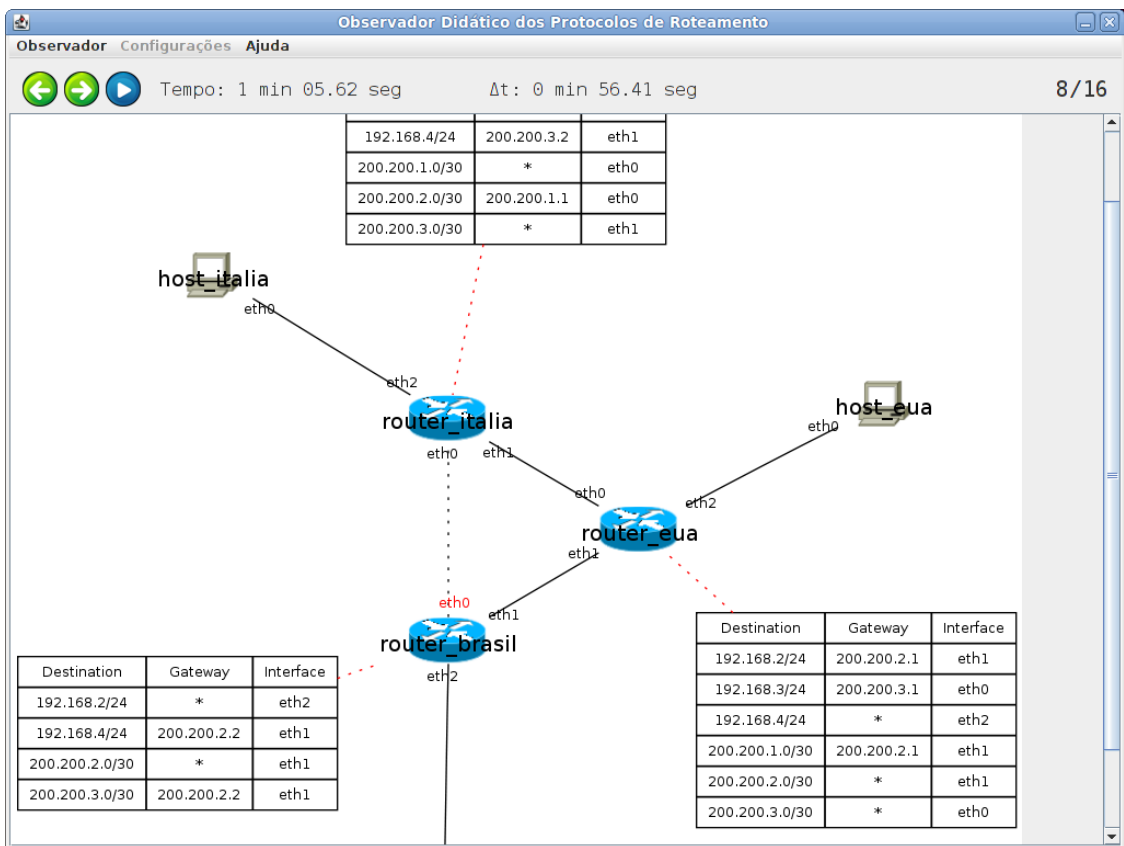 Observador Didático dos Protocolos de Roteamento
Observador Configurações Ajuda
Tempo: 1 min 05.62 seg Δt: 0 min 56.41 seg 8/16
192.168.4/24 200.200.3.2 eth1
200.200.1.0/30 * eth0
200.200.2.0/30 200.200.1.1 eth0
200.200.3.0/30 * eth1
host_italia
eth0
eth2
router_italia
eth0 eth1
host_eua
eth0
eth0
eth2
router_eua
eth1
eth0
eth1
router_brasil
eth2
Destination Gateway Interface
192.168.2/24 * eth2
192.168.4/24 200.200.2.2 eth1
200.200.2.0/30 * eth1
200.200.3.0/30 200.200.2.2 eth1
Destination Gateway Interface
192.168.2/24 200.200.2.1 eth1
192.168.3/24 200.200.3.1 eth0
192.168.4/24 * eth2
200.200.1.0/30 200.200.2.1 eth1
200.200.2.0/30 * eth1
200.200.3.0/30 * eth0